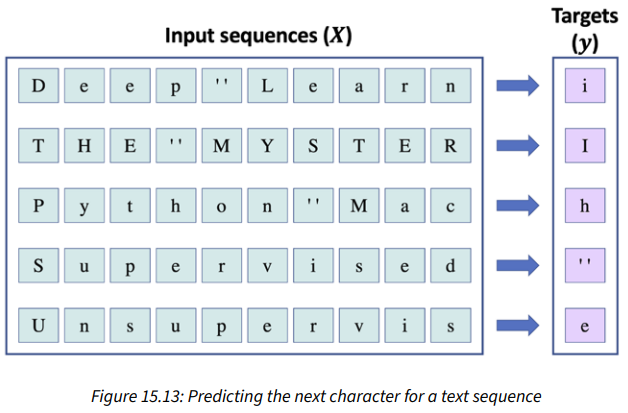 Input sequences (X) Targets (y)
D e e p ' ' L e a r n i
T H E ' ' M Y S T E R I
P y t h o n ' ' M a c h
S u p e r v i s e d ' '
U n s u p e r v i s e
Figure 15.13: Predicting the next character for a text sequence